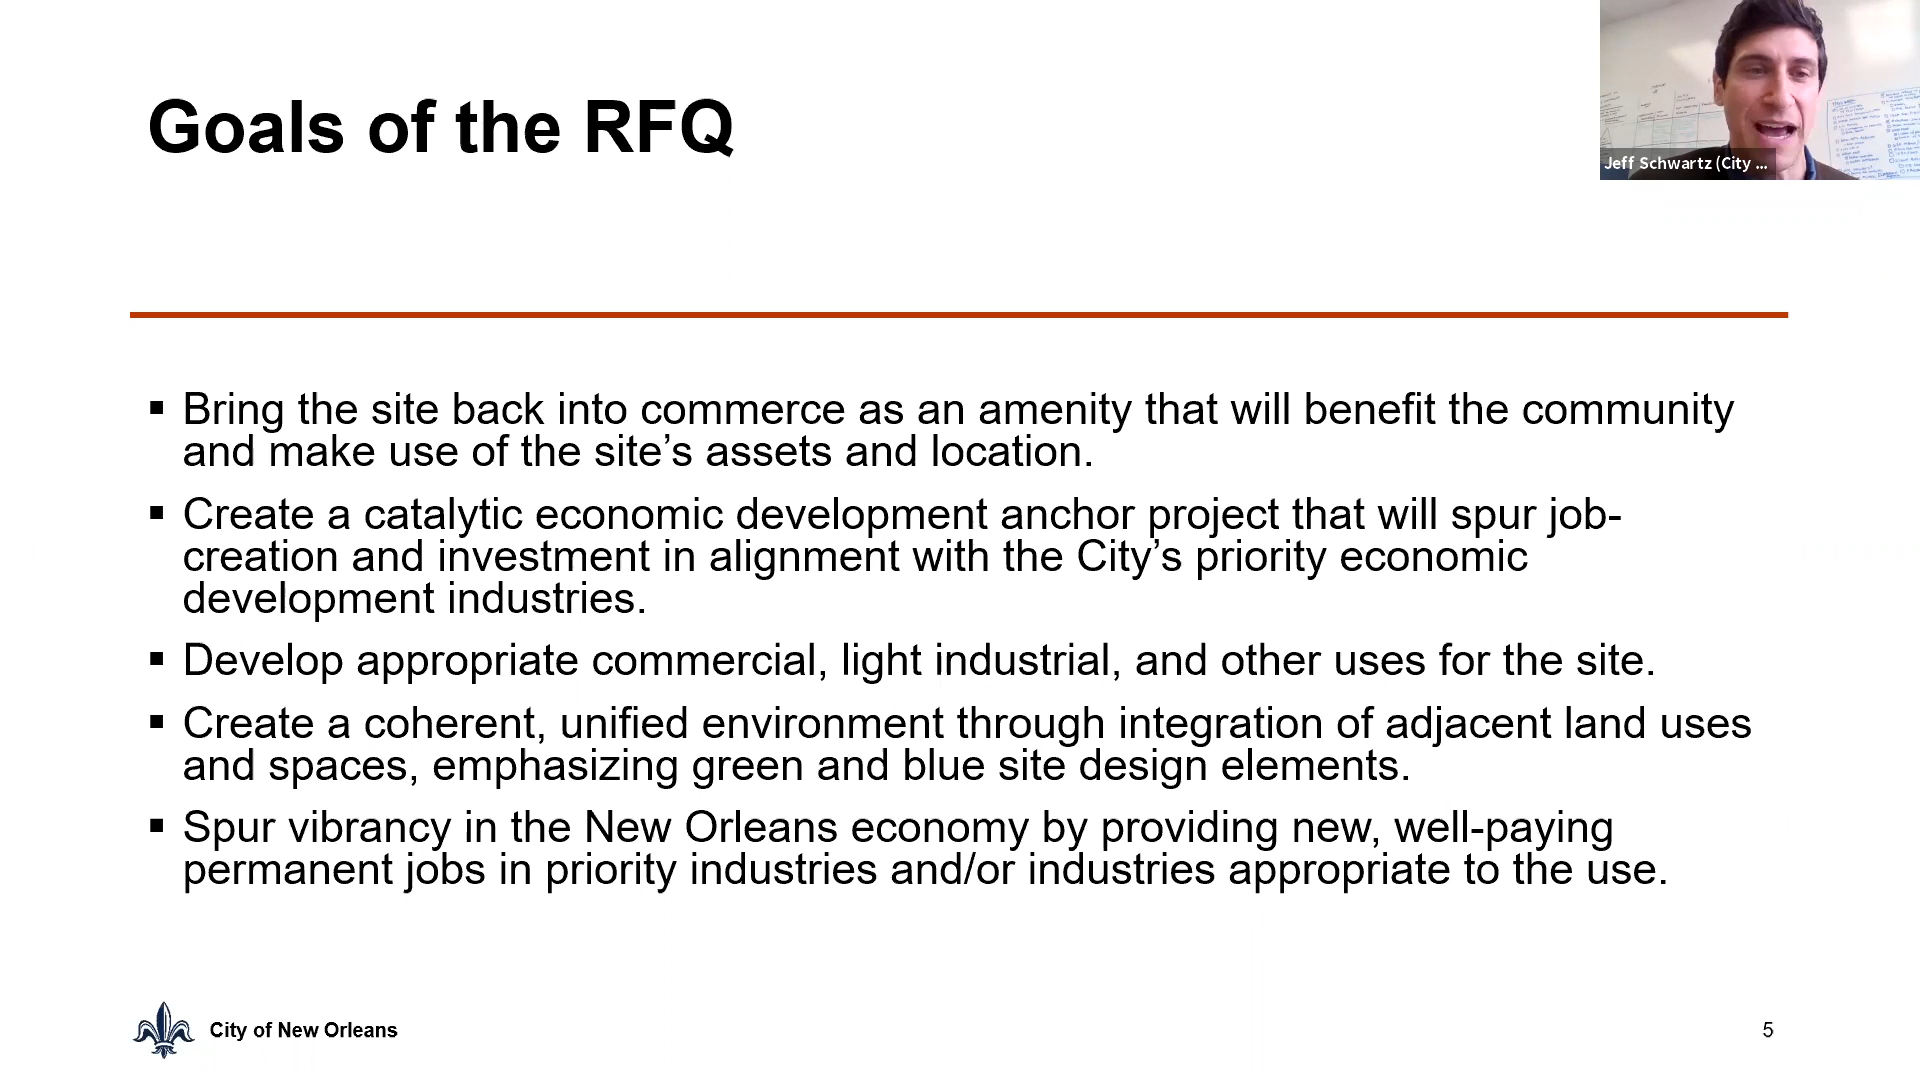 Goals of the RFQ
Jeff Schwartz (City ...
▪ Bring the site back into commerce as an amenity that will benefit the community
and make use of the site’s assets and location.
▪ Create a catalytic economic development anchor project that will spur job-
creation and investment in alignment with the City’s priority economic
development industries.
▪ Develop appropriate commercial, light industrial, and other uses for the site.
▪ Create a coherent, unified environment through integration of adjacent land uses
and spaces, emphasizing green and blue site design elements.
▪ Spur vibrancy in the New Orleans economy by providing new, well-paying
permanent jobs in priority industries and/or industries appropriate to the use.
City of New Orleans
5